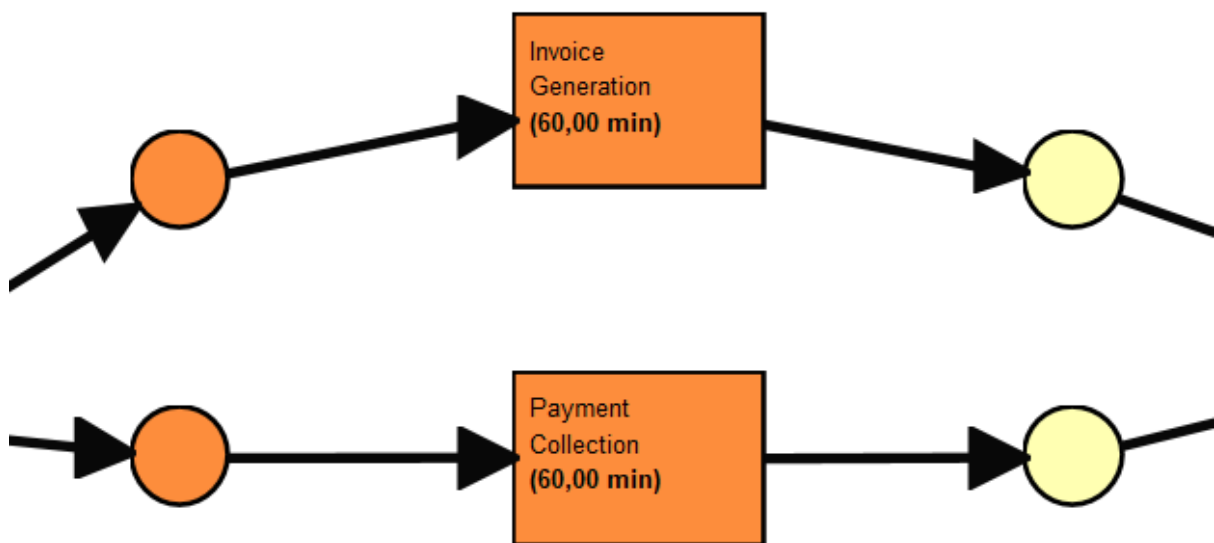 Invoice
Generation
(60,00 min)
Payment
Collection
(60,00 min)